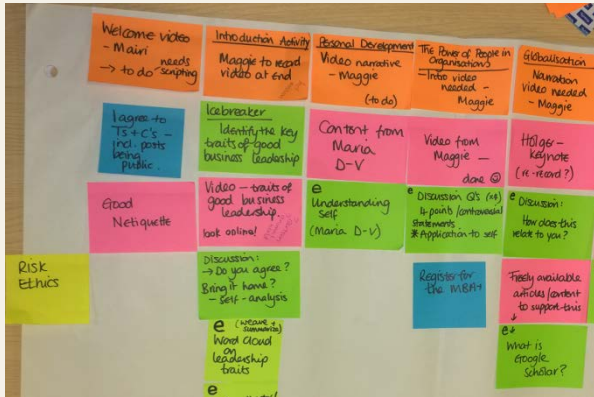 Welcome video
- Mairi
needs
→ to do scripting
Introduction Activity
Maggie to record
video at end
Personal Development
Video narrative
- Maggie
(to do)
The Power of People in
Organisations
Intro video
needed -
Maggie
Globalisation
Narration
video needed
- Maggie
I agree to
Ts + C's -
incl. posts
being
public.
Icebreaker
Identify the key
traits of good
business leadership
Content from
Maria
D-V
Video from
Maggie -
done ☺
Holger -
keynote
(re-record?)
Good
Netiquette
Video - traits of
good business
leadership.
look online!
e
Understanding
self
(Maria D-V)
e Discussion Q's
4 points/controversial
statements.
* Application to self
e Discussion:
How does this
relate to you?
Risk
Ethics
Discussion:
→ Do you agree?
Bring it home?
- Self-analysis
Register for
the MBA+
Freely available
articles/content
to support this
↓
e (weave +
summarise)
Word cloud
on
leadership
traits
e
What is
Google
Scholar?
e